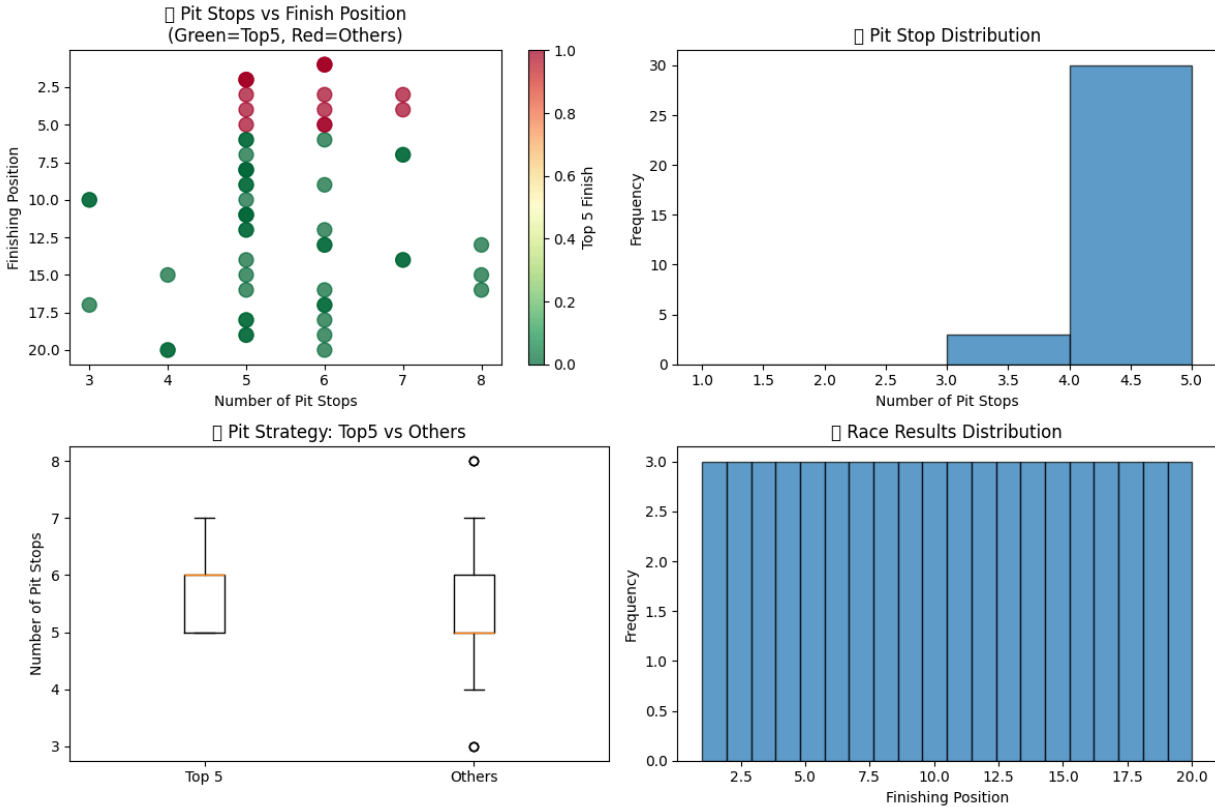 ▯ Pit Stops vs Finish Position
(Green=Top5, Red=Others)
Finishing Position
2.5
5.0
7.5
10.0
12.5
15.0
17.5
20.0
3 4 5 6 7 8
Number of Pit Stops
1.0
0.8
0.6
0.4
0.2
0.0
Top 5 Finish
▯ Pit Stop Distribution
Frequency
30
25
20
15
10
5
0
1.0 1.5 2.0 2.5 3.0 3.5 4.0 4.5 5.0
Number of Pit Stops
▯ Pit Strategy: Top5 vs Others
Number of Pit Stops
8
7
6
5
4
3
Top 5 Others
▯ Race Results Distribution
Frequency
3.0
2.5
2.0
1.5
1.0
0.5
0.0
2.5 5.0 7.5 10.0 12.5 15.0 17.5 20.0
Finishing Position